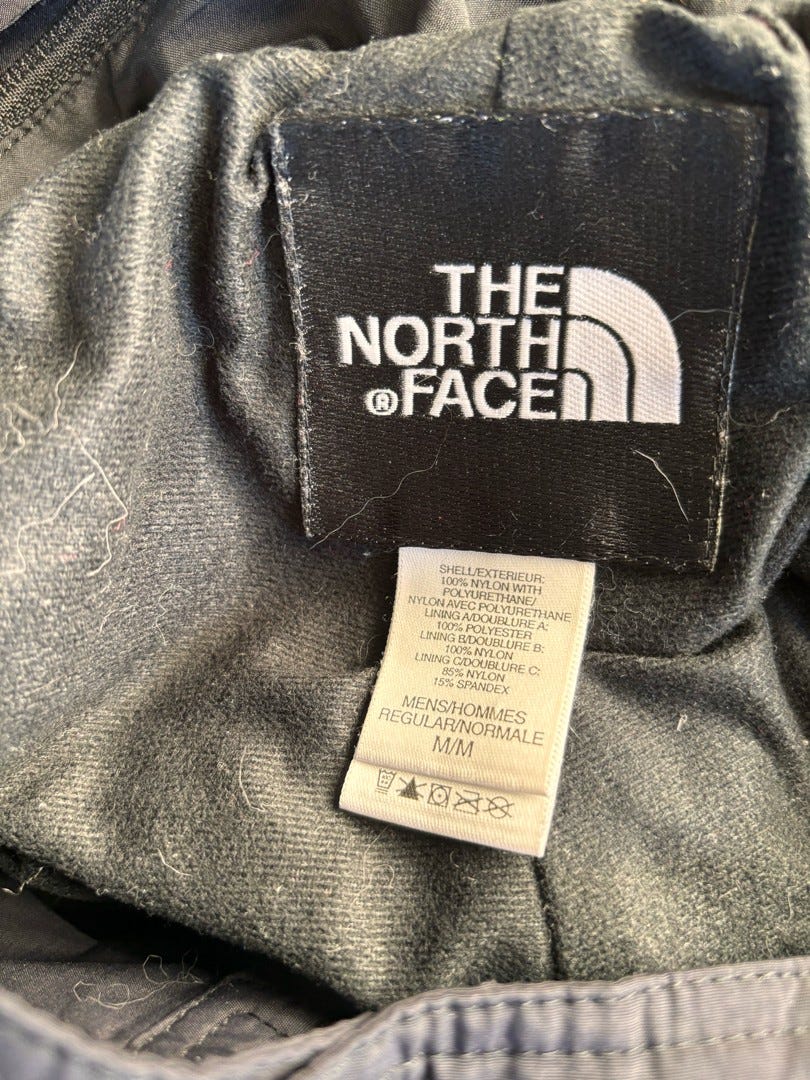 THE
NORTH
® FACE
SHELL/EXTERIEUR:
100% NYLON WITH
POLYURETHANE/
NYLON AVEC POLYURETHANE
LINING A/DOUBLURE A:
100% POLYESTER
LINING B/DOUBLURE B:
100% NYLON
LINING C/DOUBLURE C:
85% NYLON
15% SPANDEX
MENS/HOMMES
REGULAR/NORMALE
M/M